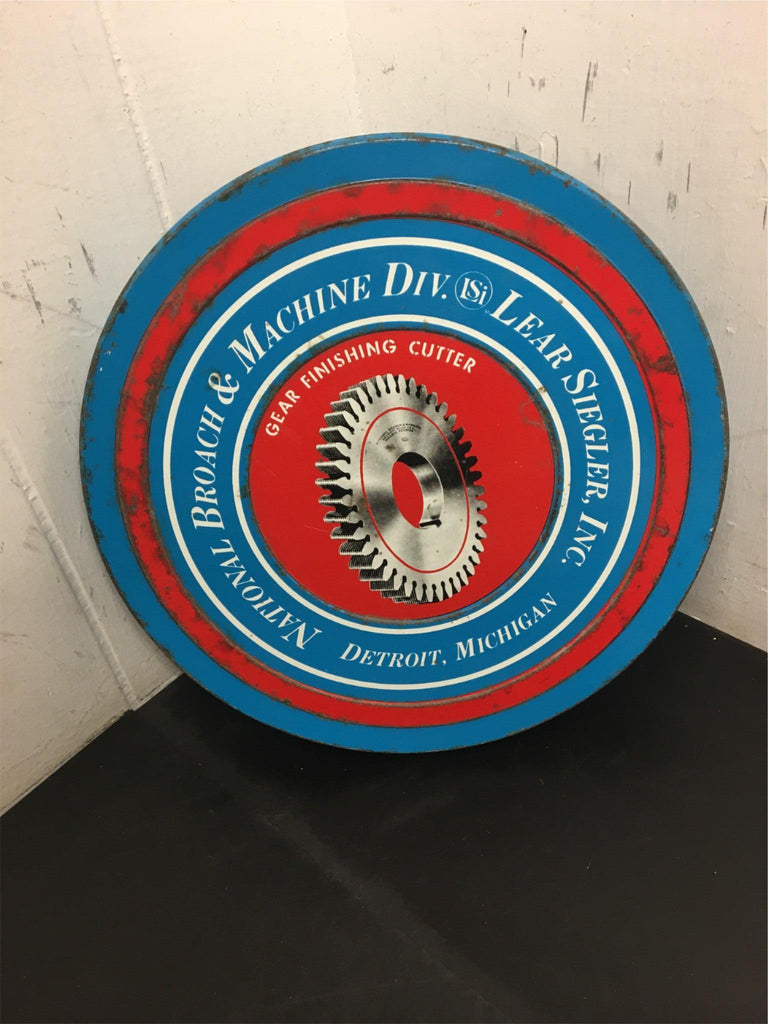 NATIONAL BROACH & MACHINE DIV. LSi LEAR SIEGLER, INC.
DETROIT, MICHIGAN
GEAR FINISHING CUTTER